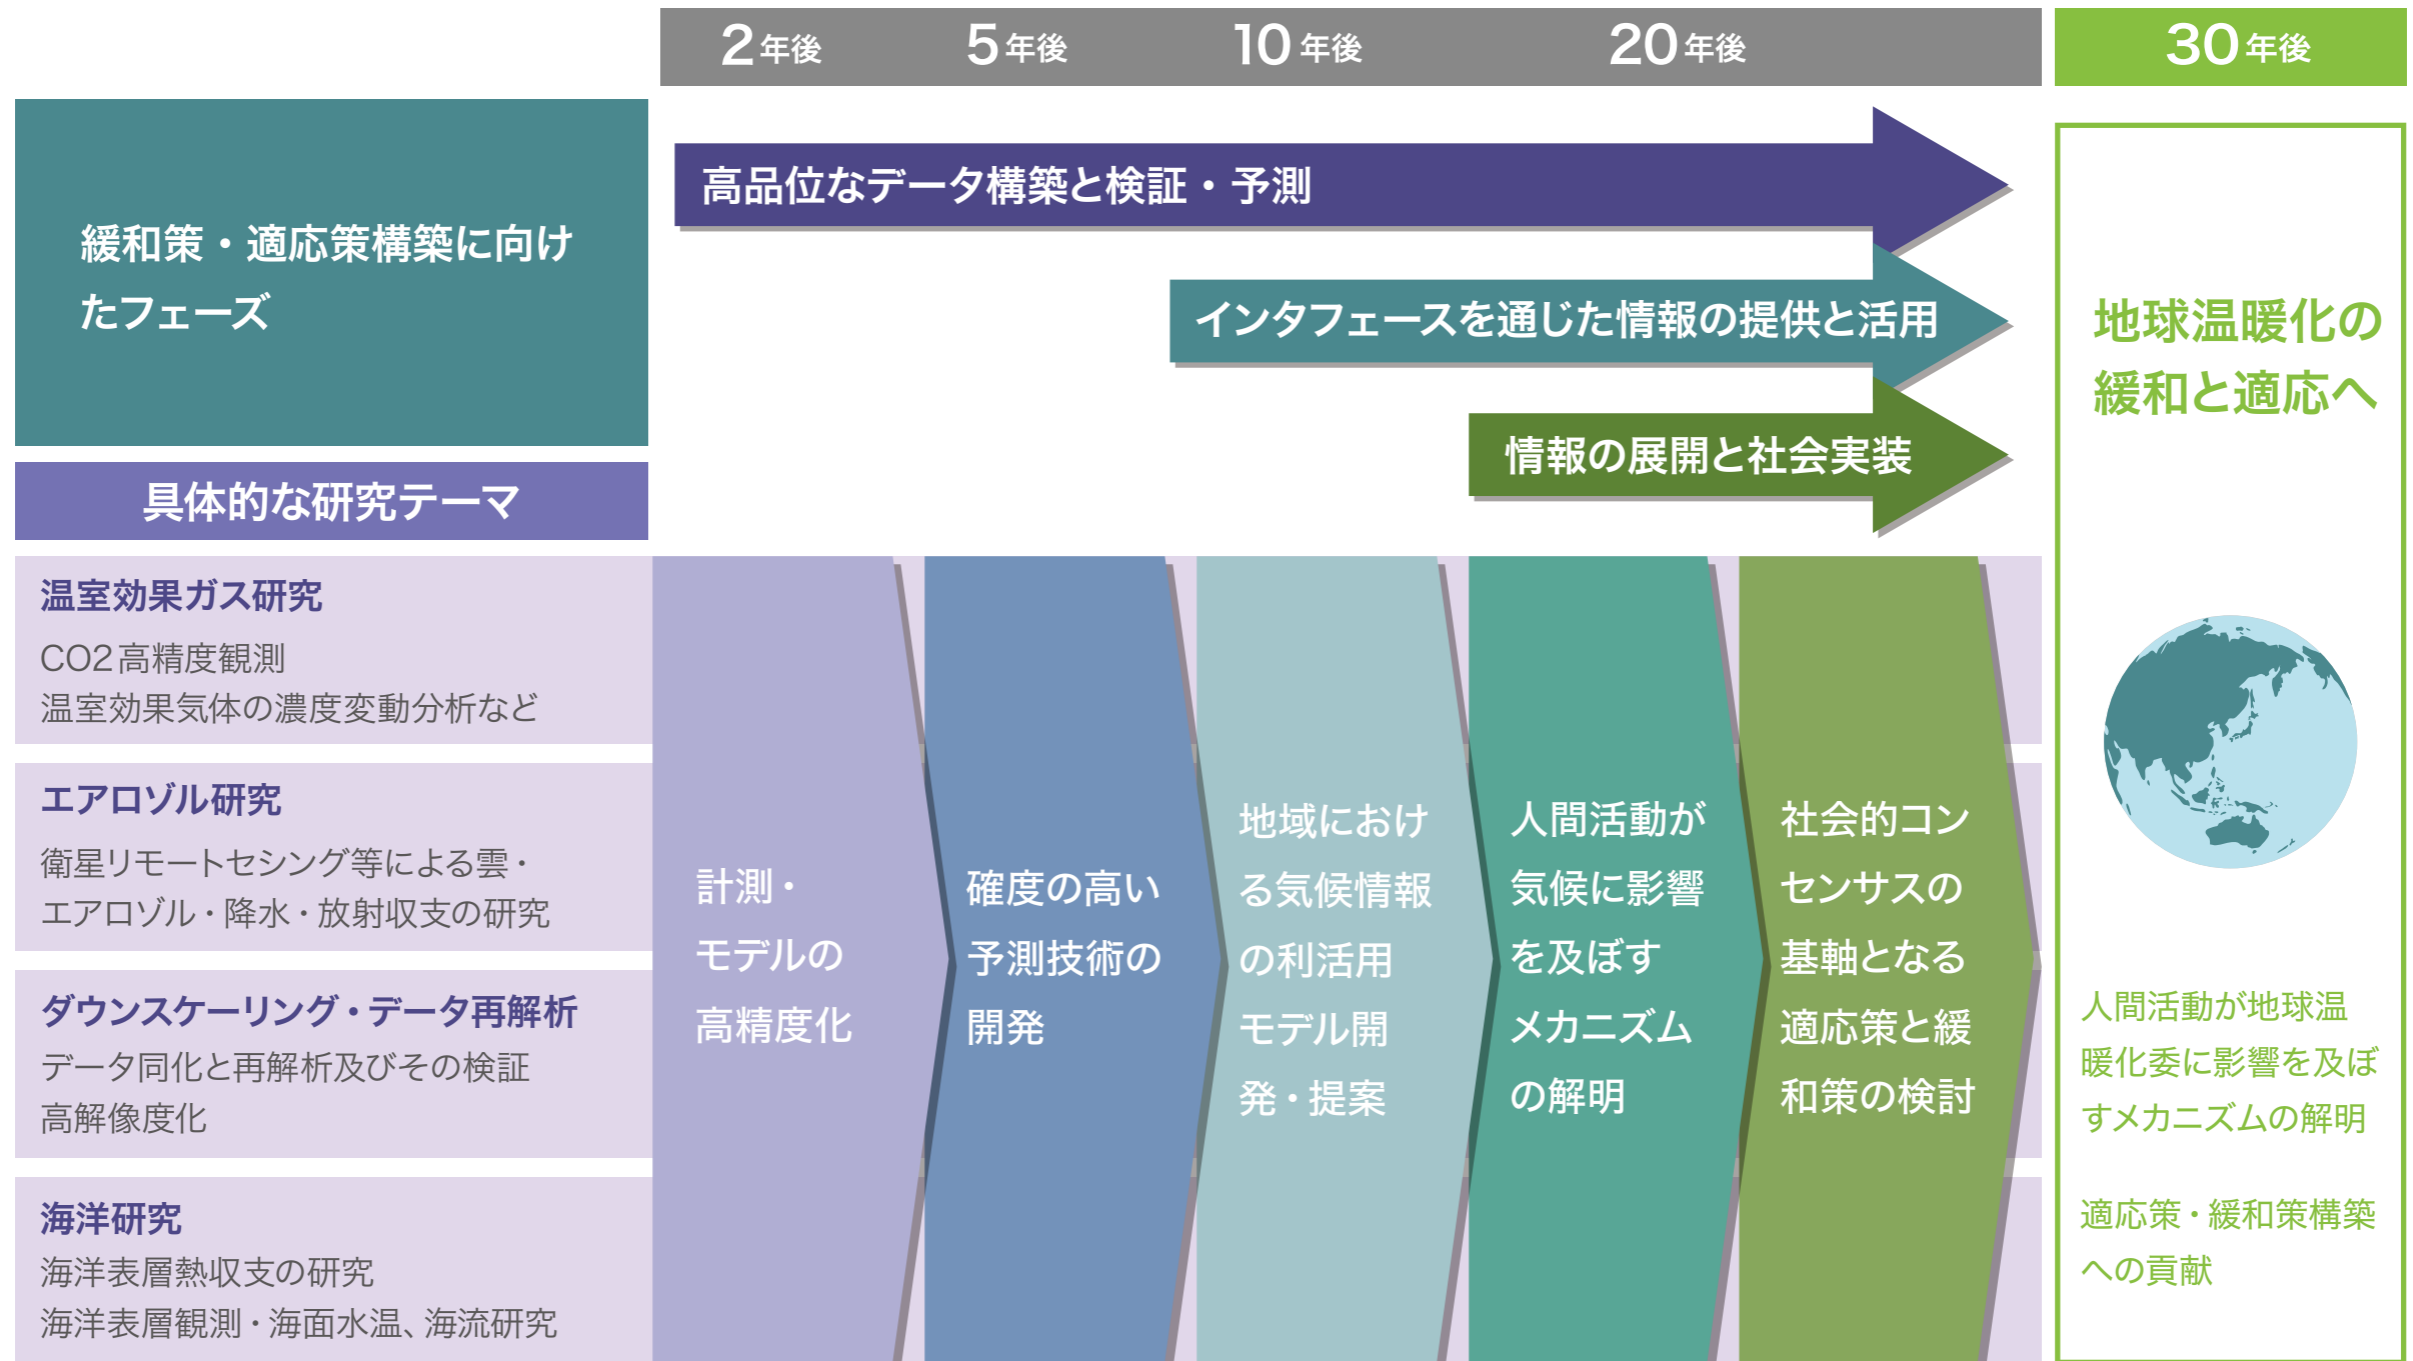 2年後
5年後
10年後
20年後
30年後
緩和策・適応策構築に向け
たフェーズ
高品位なデータ構築と検証・予測
インタフェースを通じた情報の提供と活用
情報の展開と社会実装
地球温暖化の
緩和と適応へ
具体的な研究テーマ
温室効果ガス研究
CO2高精度観測
温室効果気体の濃度変動分析など
エアロゾル研究
衛星リモートセシング等による雲・
エアロゾル・降水・放射収支の研究
ダウンスケーリング・データ再解析
データ同化と再解析及びその検証
高解像度化
海洋研究
海洋表層熱収支の研究
海洋表層観測・海面水温、海流研究
計測・
モデルの
高精度化
確度の高い
予測技術の
開発
地域におけ
る気候情報
の利活用
モデル開
発・提案
人間活動が
気候に影響
を及ぼす
メカニズム
の解明
社会的コン
センサスの
基軸となる
適応策と緩
和策の検討
人間活動が地球温
暖化委に影響を及ぼ
すメカニズムの解明
適応策・緩和策構築
への貢献